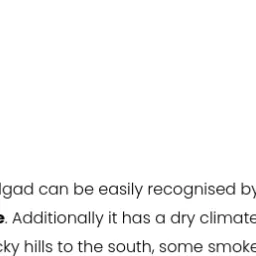 lgad can be easily recognised by
e. Additionally it has a dry climate
cky hills to the south, some smoke